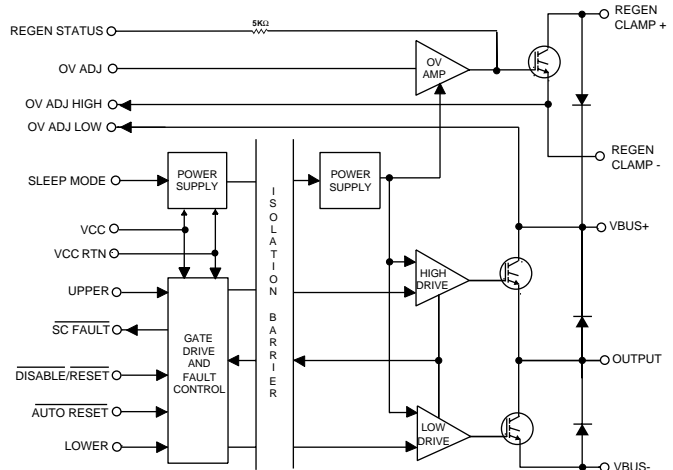 REGEN STATUS
5KΩ
REGEN
CLAMP +
OV ADJ
OV
AMP
OV ADJ HIGH
OV ADJ LOW
REGEN
CLAMP -
SLEEP MODE
POWER
SUPPLY
ISOLATION BARRIER
POWER
SUPPLY
VCC
VCC RTN
VBUS+
UPPER
HIGH
DRIVE
SC FAULT
GATE
DRIVE
AND
FAULT
CONTROL
OUTPUT
DISABLE/RESET
AUTO RESET
LOWER
LOW
DRIVE
VBUS-